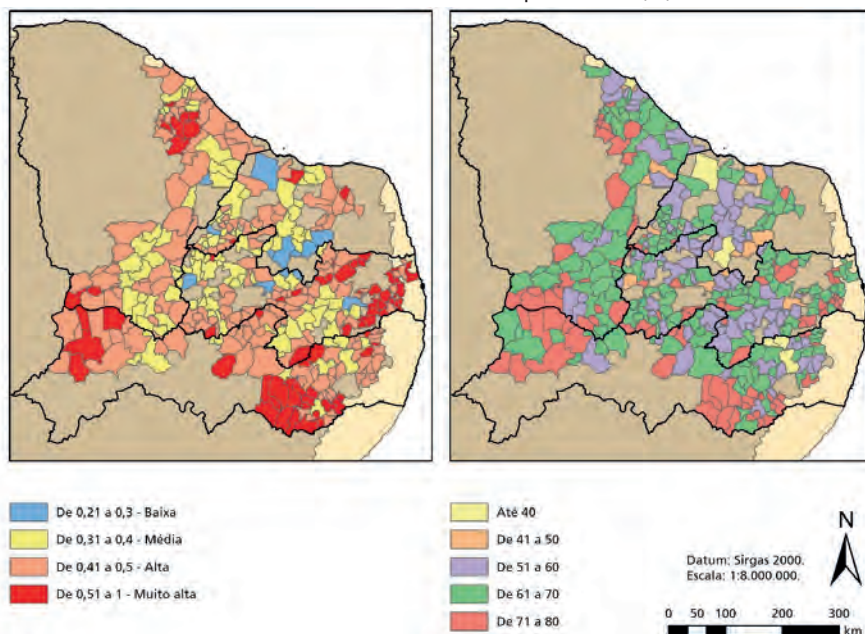 De 0,21 a 0,3 - Baixa
De 0,31 a 0,4 - Média
De 0,41 a 0,5 - Alta
De 0,51 a 1 - Muito alta
Até 40
De 41 a 50
De 51 a 60
De 61 a 70
De 71 a 80
N
Datum: Sirgas 2000.
Escala: 1:8.000.000.
0 50 100 200 300
km